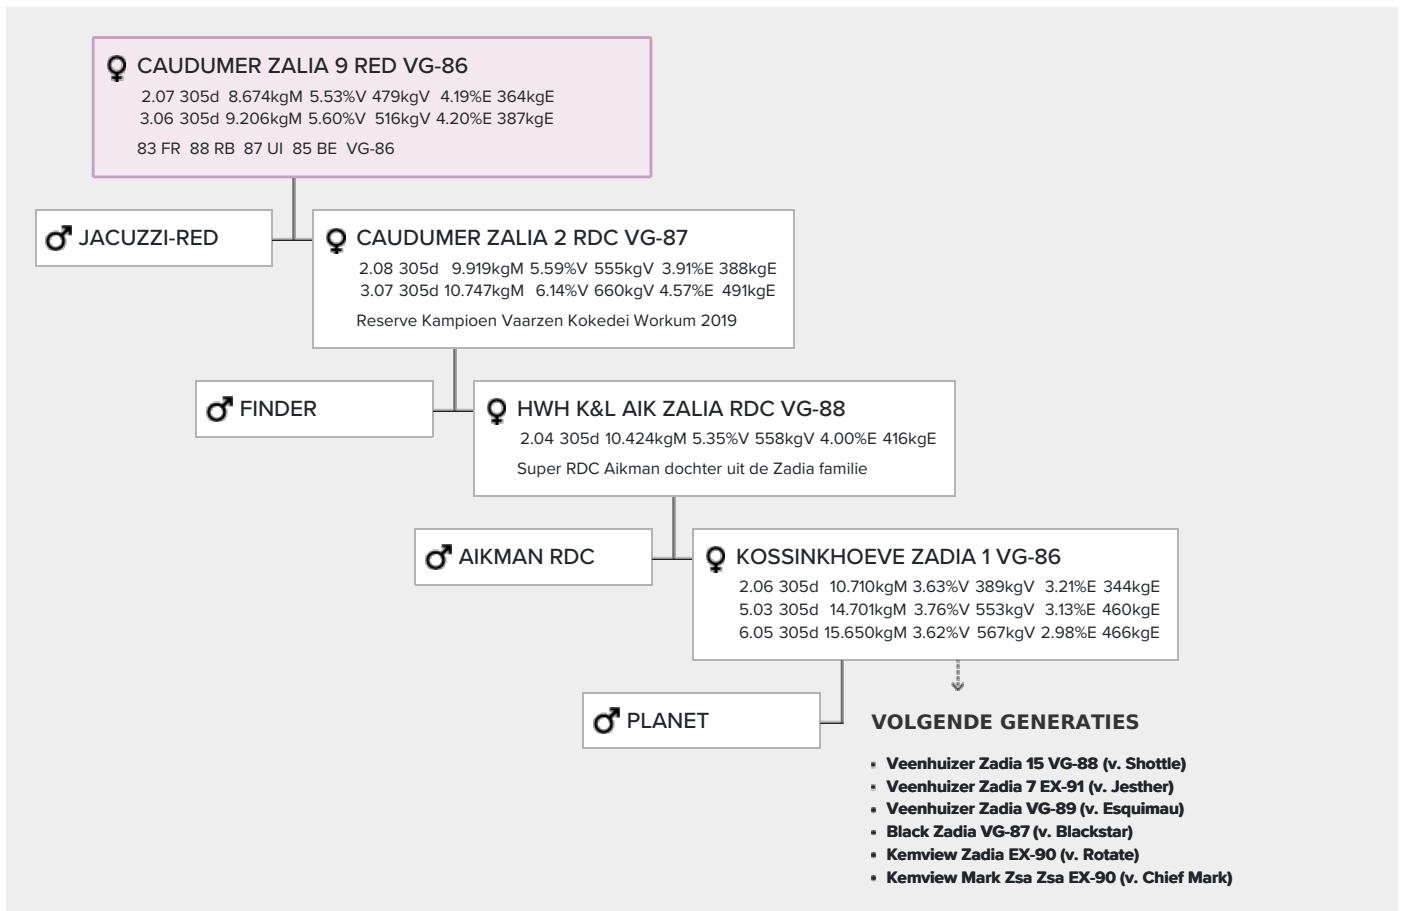 CAUDUMER ZALIA 9 RED VG-86
2.07 305d 8.674kgM 5.53%V 479kgV 4.19%E 364kgE
3.06 305d 9.206kgM 5.60%V 516kgV 4.20%E 387kgE
83 FR 88 RB 87 UI 85 BE VG-86
JACUZZI-RED
CAUDUMER ZALIA 2 RDC VG-87
2.08 305d 9.919kgM 5.59%V 555kgV 3.91%E 388kgE
3.07 305d 10.747kgM 6.14%V 660kgV 4.57%E 491kgE
Reserve Kampioen Vaarzen Kokedei Workum 2019
FINDER
HWH K&L AIK ZALIA RDC VG-88
2.04 305d 10.424kgM 5.35%V 558kgV 4.00%E 416kgE
Super RDC Aikman dochter uit de Zadia familie
AIKMAN RDC
KOSSINKHOEVE ZADIA 1 VG-86
2.06 305d 10.710kgM 3.63%V 389kgV 3.21%E 344kgE
5.03 305d 14.701kgM 3.76%V 553kgV 3.13%E 460kgE
6.05 305d 15.650kgM 3.62%V 567kgV 2.98%E 466kgE
PLANET
VOLGENDE GENERATIES
Veenhuizer Zadia 15 VG-88 (v. Shottle)
Veenhuizer Zadia 7 EX-91 (v. Jesther)
Veenhuizer Zadia VG-89 (v. Esquimau)
Black Zadia VG-87 (v. Blackstar)
Kemview Zadia EX-90 (v. Rotate)
Kemview Mark Zsa Zsa EX-90 (v. Chief Mark)